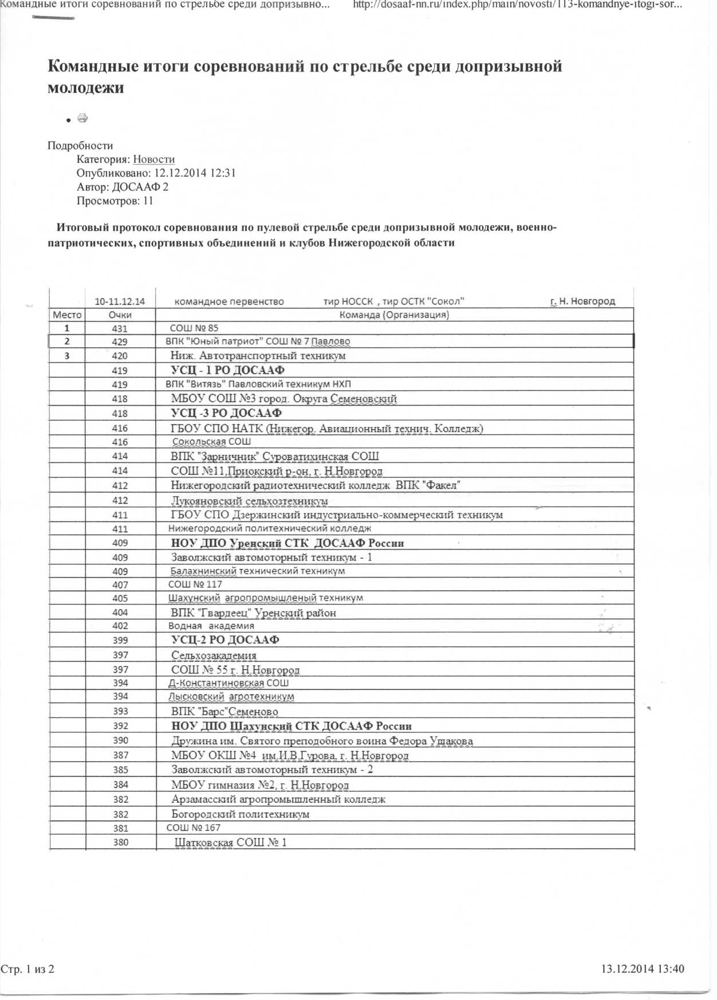 Командные итоги соревнований по стрельбе среди допризывно... http://dosaaf-nn.ru/index.php/main/novosti/113-komandnye-itogi-sor...
Командные итоги соревнований по стрельбе среди допризывной
молодежи
Подробности
Категория: Новости
Опубликовано: 12.12.2014 12:31
Автор: ДОСААФ 2
Просмотров: 11
Итоговый протокол соревнования по пулевой стрельбе среди допризывной молодежи, военно-
патриотических, спортивных объединений и клубов Нижегородской области
10-11.12.14 командное первенство тир НОССК , тир ОСТК "Сокол" г. Н. Новгород
Место Очки Команда (Организация)
1 431 СОШ № 85
2 429 ВПК "Юный патриот" СОШ № 7 Павлово
3 420 Ниж. Автотранспортный техникум
419 УСЦ - 1 РО ДОСААФ
419 ВПК "Витязь" Павловский техникум НХП
418 МБОУ СОШ №3 город. Округа Семеновский
418 УСЦ -3 РО ДОСААФ
416 ГБОУ СПО НАТК (Нижегор. Авиационный технич. Колледж)
416 Сокольская СОШ
414 ВПК "Зарничник" Суроватихинская СОШ
414 СОШ №11,Приокский р-он, г. Н.Новгород
412 Нижегородский радиотехнический колледж ВПК "Факел"
412 Лукояновский сельхозтехникум
411 ГБОУ СПО Дзержинский индустриально-коммерческий техникум
411 Нижегородский политехнический колледж
409 НОУ ДПО Уренский СТК ДОСААФ России
409 Заволжский автомоторный техникум - 1
409 Балахнинский технический техникум
407 СОШ № 117
405 Шахунский агропромышленый техникум
404 ВПК "Гвардеец" Уренский район
402 Водная академия
399 УСЦ-2 РО ДОСААФ
397 Сельхозакадемия
397 СОШ № 55 г. Н.Новгород
394 Д-Константиновская СОШ
394 Лысковский агротехникум
393 ВПК "Барс"Семеново
392 НОУ ДПО Шахунский СТК ДОСААФ России
390 Дружина им. Святого преподобного воина Федора Ушакова
387 МБОУ ОКШ №4 им.И.В.Гурова, г. Н.Новгород
385 Заволжский автомоторный техникум - 2
384 МБОУ гимназия №2, г. Н.Новгород
382 Арзамасский агропромышленный колледж
382 Богородский политехникум
381 СОШ № 167
380 Шатковская СОШ № 1
Стр. 1 из 2 13.12.2014 13:40